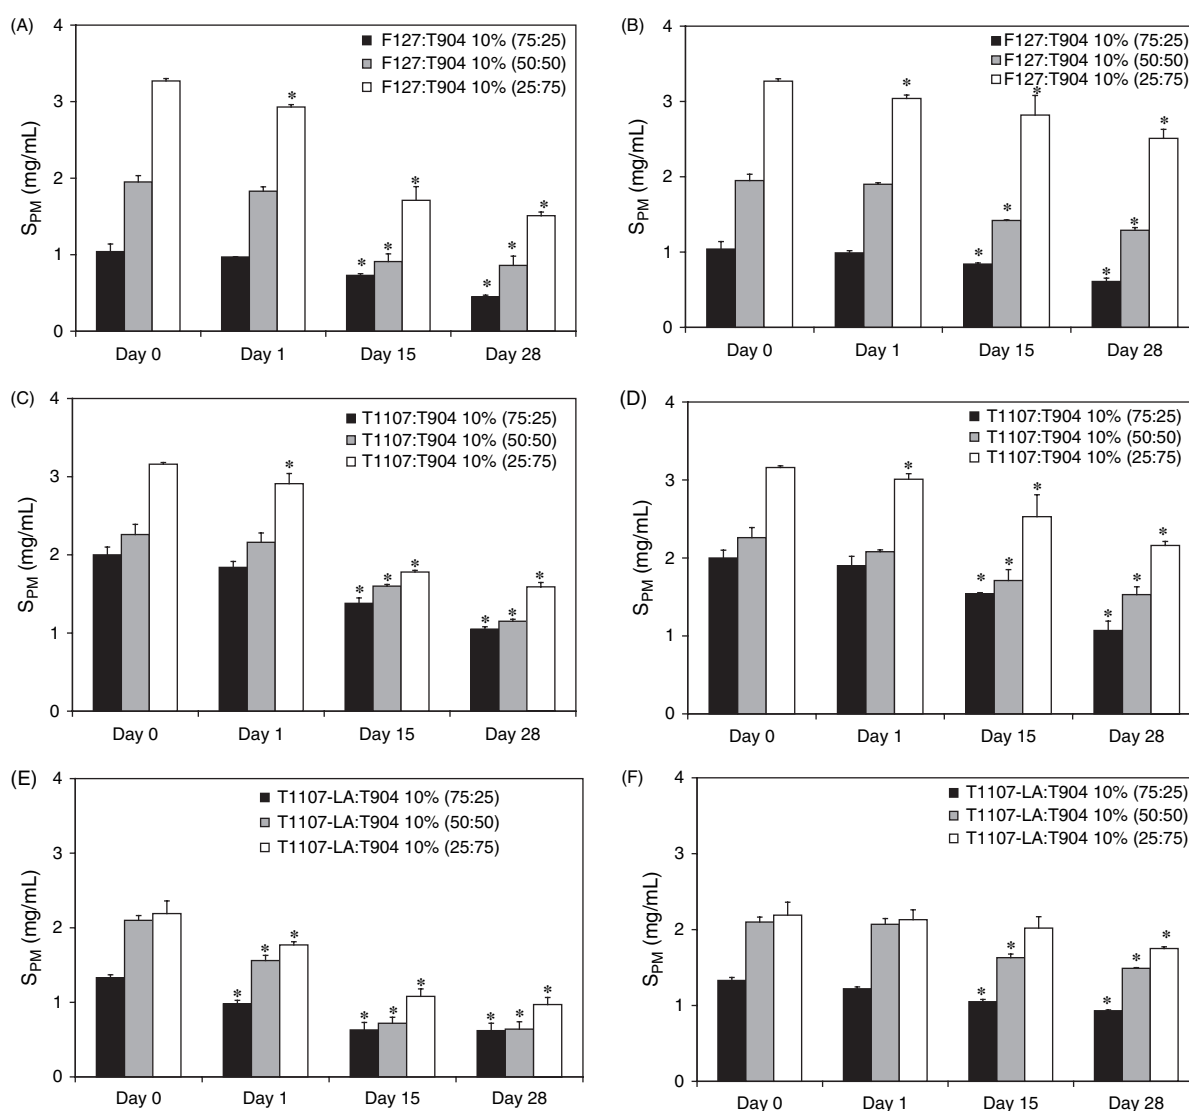 (A)
F127:T904 10% (75:25)
F127:T904 10% (50:50)
F127:T904 10% (25:75)
S_PM (mg/mL)
4
3
2
1
0
*
*
*
*
*
*
*
Day 0 Day 1 Day 15 Day 28
(B)
F127:T904 10% (75:25)
F127:T904 10% (50:50)
F127:T904 10% (25:75)
S_PM (mg/mL)
4
3
2
1
0
*
*
*
*
*
*
*
Day 0 Day 1 Day 15 Day 28
(C)
T1107:T904 10% (75:25)
T1107:T904 10% (50:50)
T1107:T904 10% (25:75)
S_PM (mg/mL)
4
3
2
1
0
*
*
*
*
*
*
*
Day 0 Day 1 Day 15 Day 28
(D)
T1107:T904 10% (75:25)
T1107:T904 10% (50:50)
T1107:T904 10% (25:75)
S_PM (mg/mL)
4
3
2
1
0
*
*
*
*
*
*
*
Day 0 Day 1 Day 15 Day 28
(E)
T1107-LA:T904 10% (75:25)
T1107-LA:T904 10% (50:50)
T1107-LA:T904 10% (25:75)
S_PM (mg/mL)
4
3
2
1
0
*
*
*
*
*
*
*
*
*
Day 0 Day 1 Day 15 Day 28
(F)
T1107-LA:T904 10% (75:25)
T1107-LA:T904 10% (50:50)
T1107-LA:T904 10% (25:75)
S_PM (mg/mL)
4
3
2
1
0
*
*
*
*
*
Day 0 Day 1 Day 15 Day 28